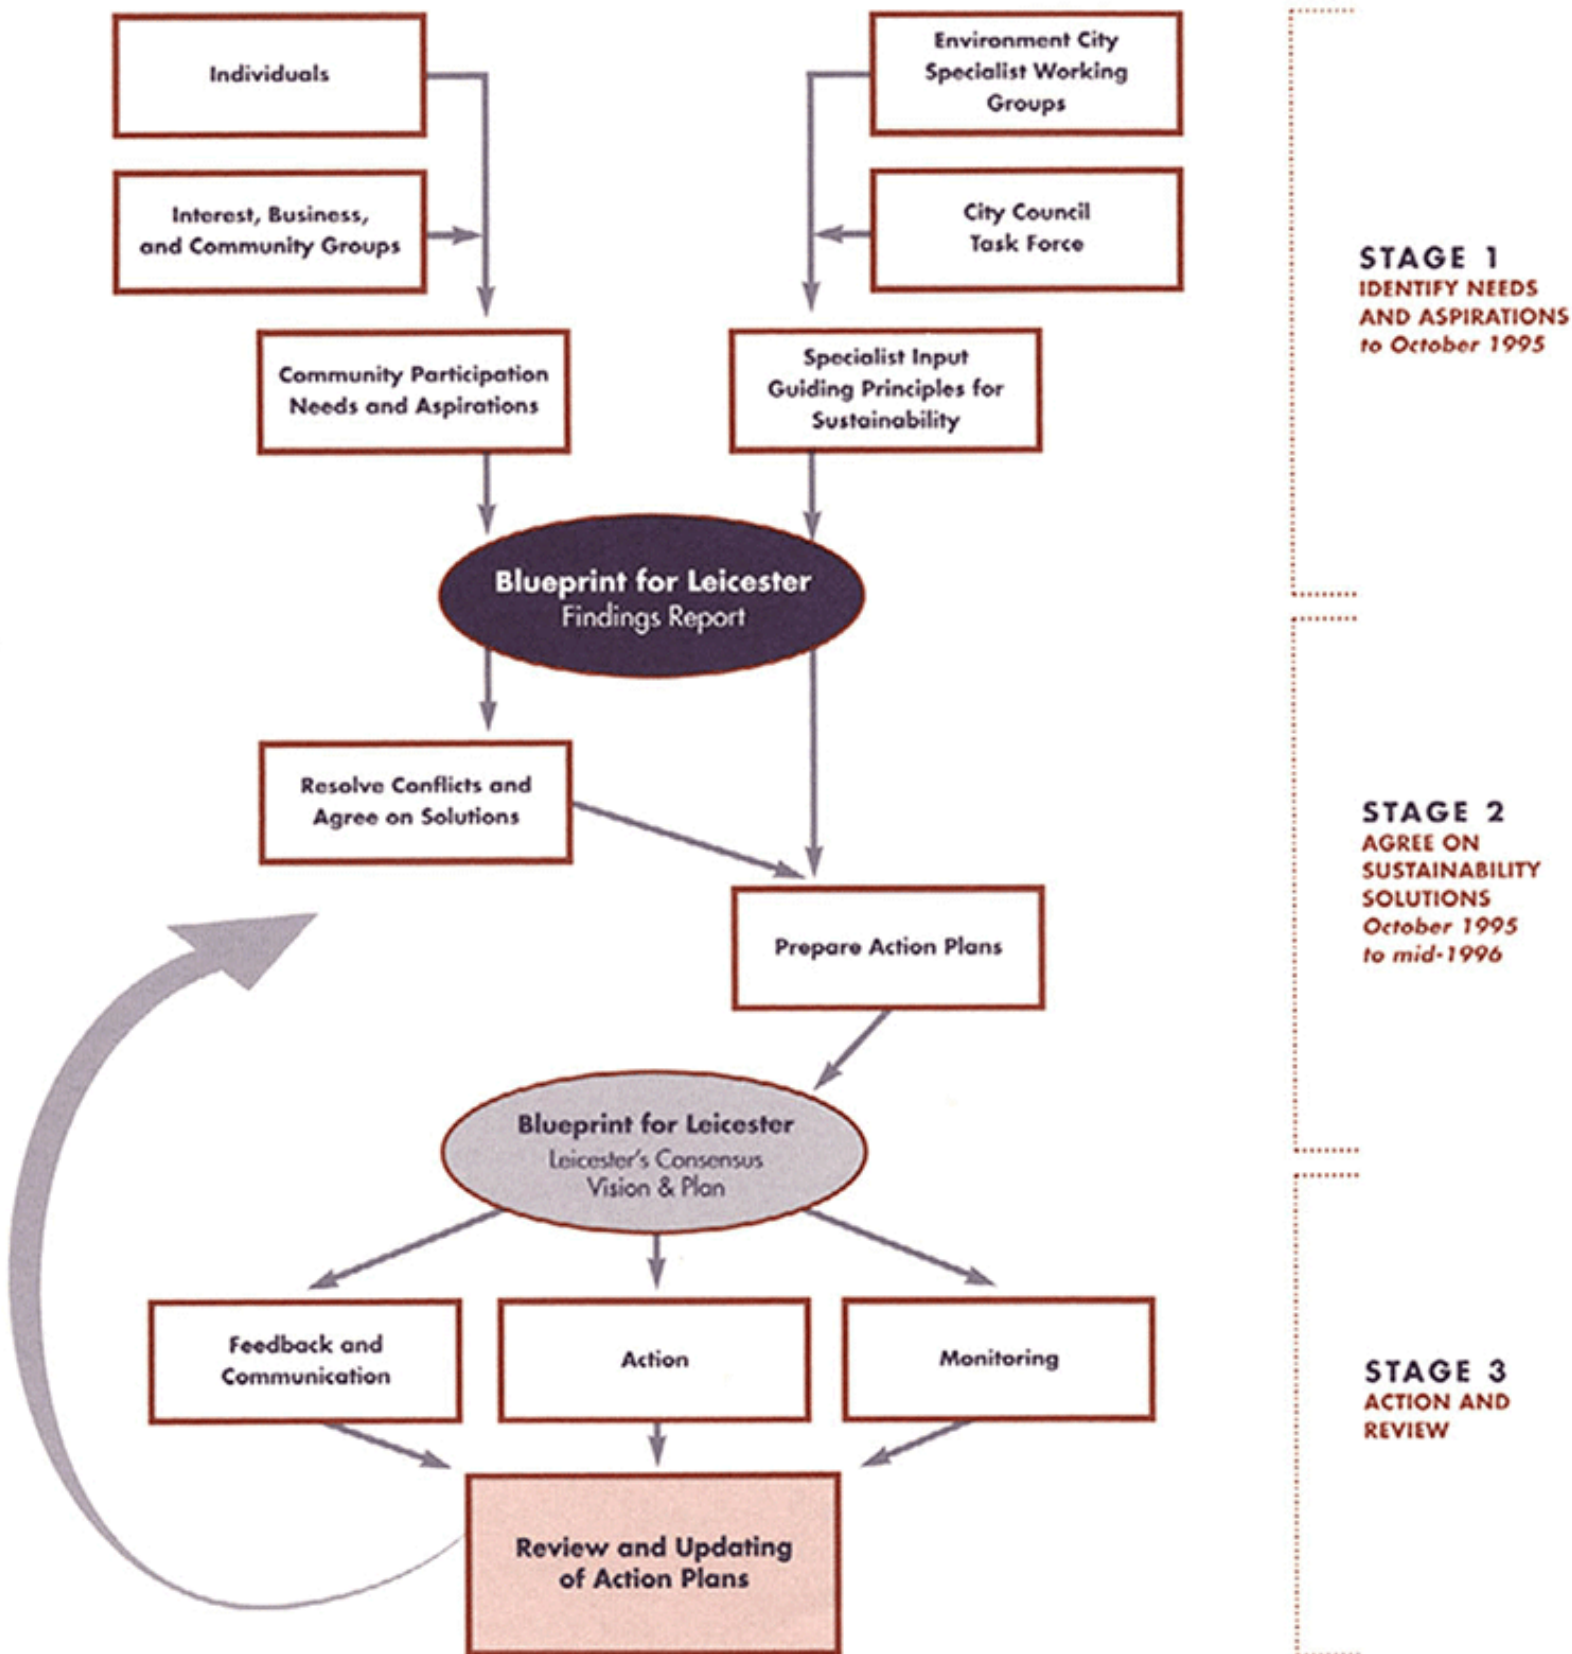 Individuals
Environment City
Specialist Working
Groups
Interest, Business,
and Community Groups
City Council
Task Force
STAGE 1
IDENTIFY NEEDS
AND ASPIRATIONS
to October 1995
Community Participation
Needs and Aspirations
Specialist Input
Guiding Principles for
Sustainability
Blueprint for Leicester
Findings Report
Resolve Conflicts and
Agree on Solutions
STAGE 2
AGREE ON
SUSTAINABILITY
SOLUTIONS
October 1995
to mid-1996
Prepare Action Plans
Blueprint for Leicester
Leicester's Consensus
Vision & Plan
Feedback and
Communication
Action
Monitoring
STAGE 3
ACTION AND
REVIEW
Review and Updating
of Action Plans